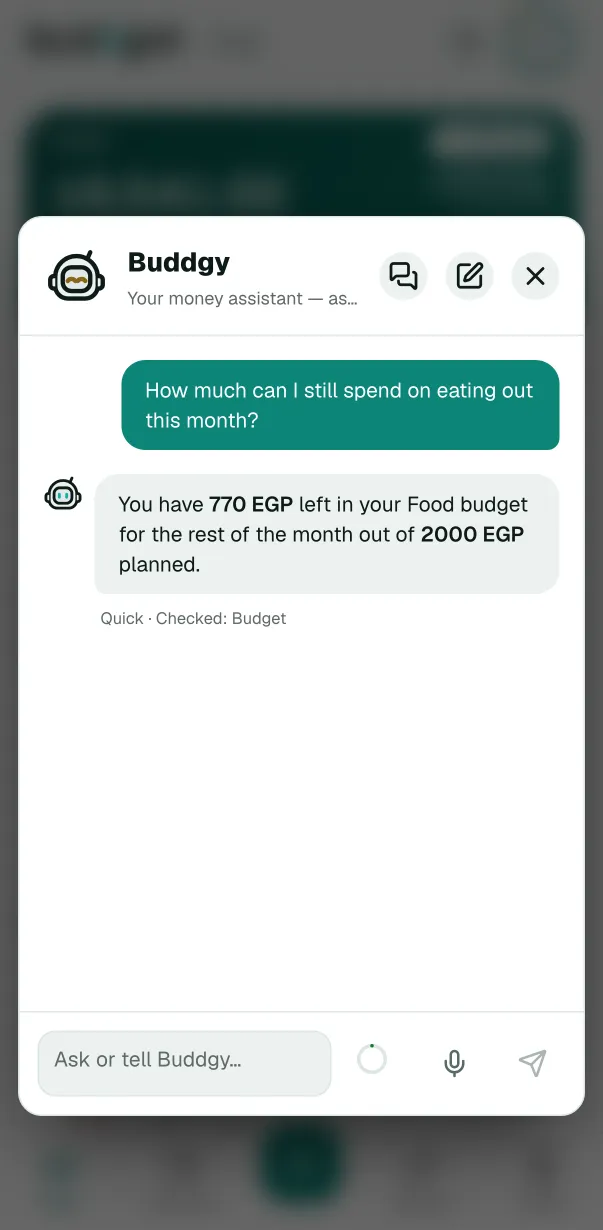 Buddgy
Your money assistant — as…
How much can I still spend on eating out
this month?
You have 770 EGP left in your Food budget
for the rest of the month out of 2000 EGP
planned.
Quick · Checked: Budget
Ask or tell Buddgy…